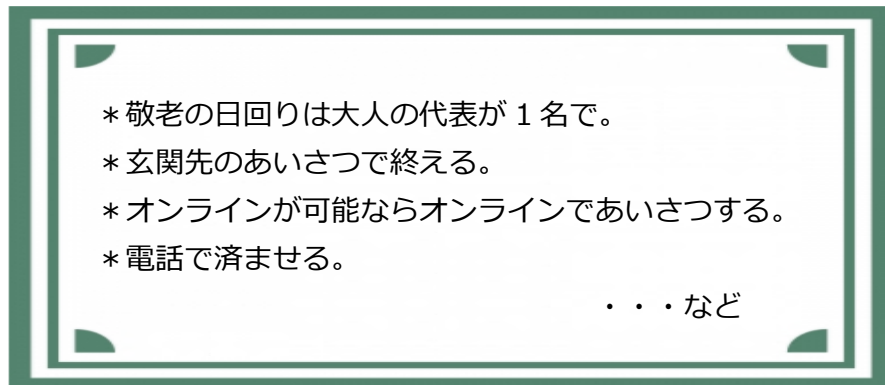 ＊敬老の日回りは大人の代表が1名で。
＊玄関先のあいさつで終える。
＊オンラインが可能ならオンラインであいさつする。
＊電話で済ませる。
・・・など